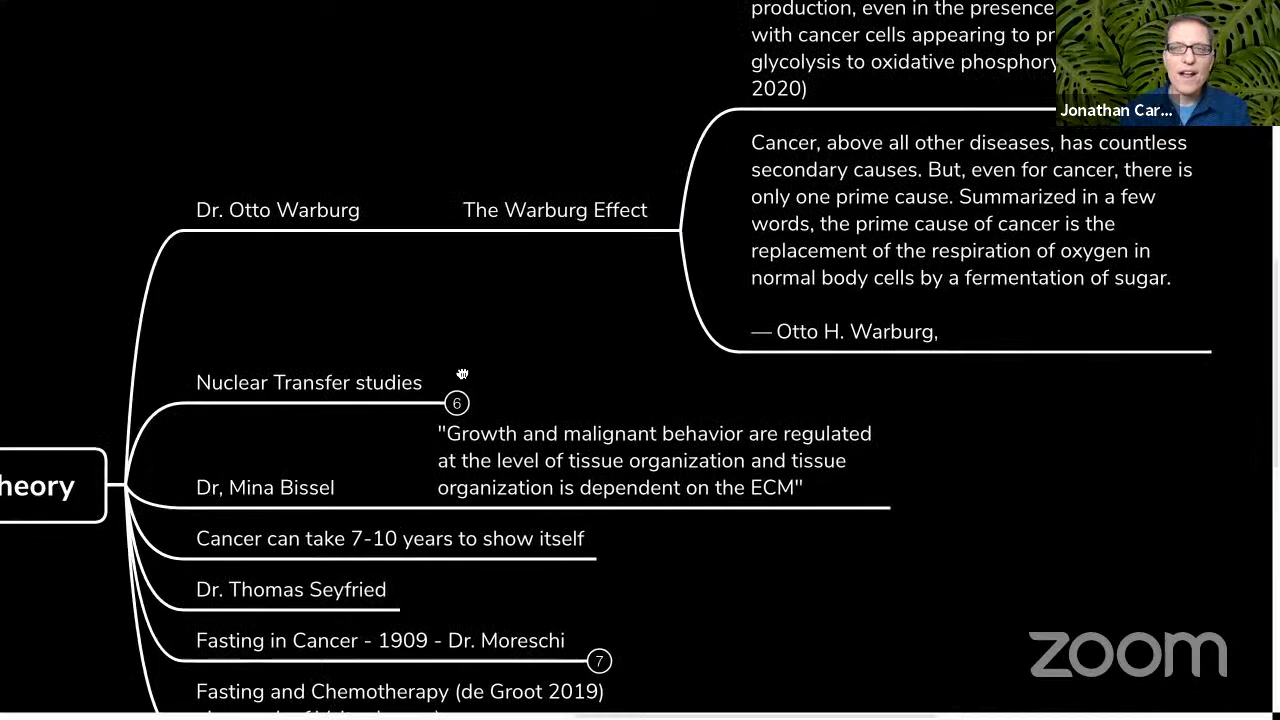 production, even in the presence
with cancer cells appearing to pr
glycolysis to oxidative phosphory
2020)
Jonathan Car...
Cancer, above all other diseases, has countless
secondary causes. But, even for cancer, there is
only one prime cause. Summarized in a few
words, the prime cause of cancer is the
replacement of the respiration of oxygen in
normal body cells by a fermentation of sugar.
— Otto H. Warburg,
Dr. Otto Warburg
The Warburg Effect
Nuclear Transfer studies
6
"Growth and malignant behavior are regulated
at the level of tissue organization and tissue
organization is dependent on the ECM"
Dr, Mina Bissel
heory
Cancer can take 7-10 years to show itself
Dr. Thomas Seyfried
Fasting in Cancer - 1909 - Dr. Moreschi
7
Fasting and Chemotherapy (de Groot 2019)
zoom